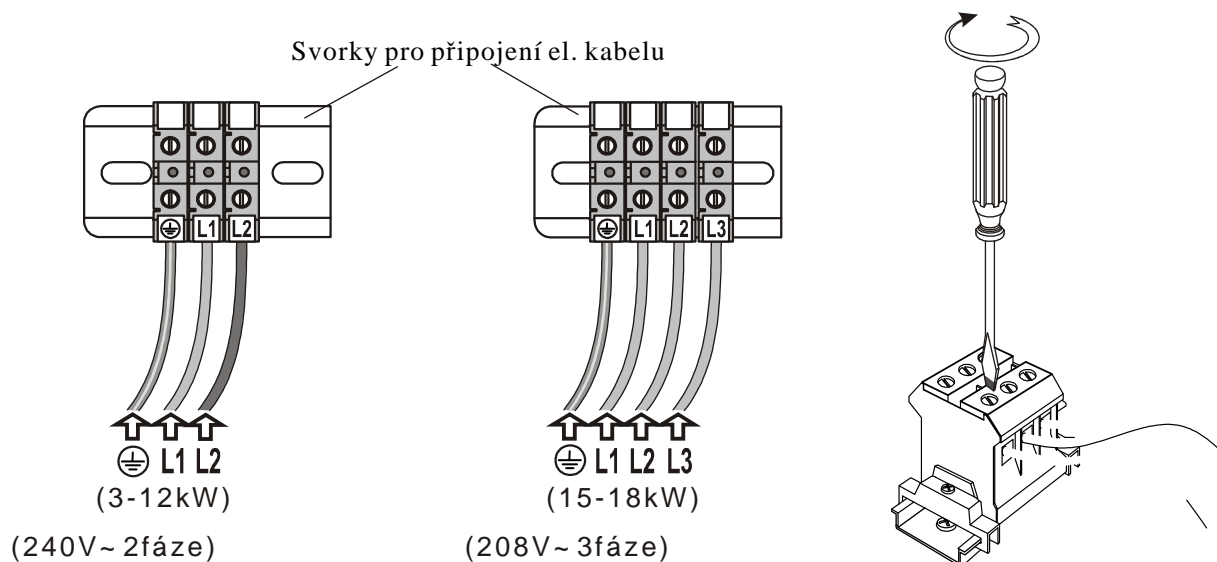 Svorky pro připojení el. kabelu
L1 L2
L1 L2 L3
L1 L2
L1 L2 L3
(3-12kW)
(15-18kW)
(240V~ 2fáze)
(208V~ 3fáze)